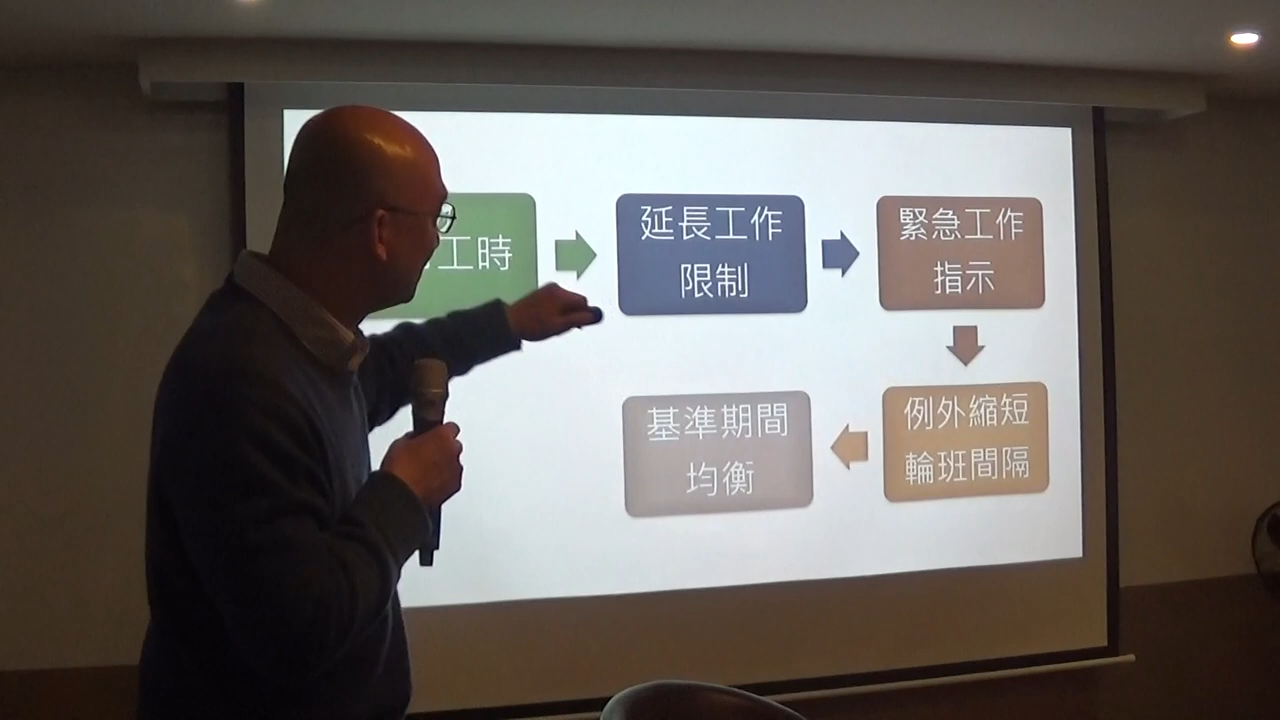 工時
延長工作
限制
緊急工作
指示
例外縮短
輪班間隔
基準期間
均衡